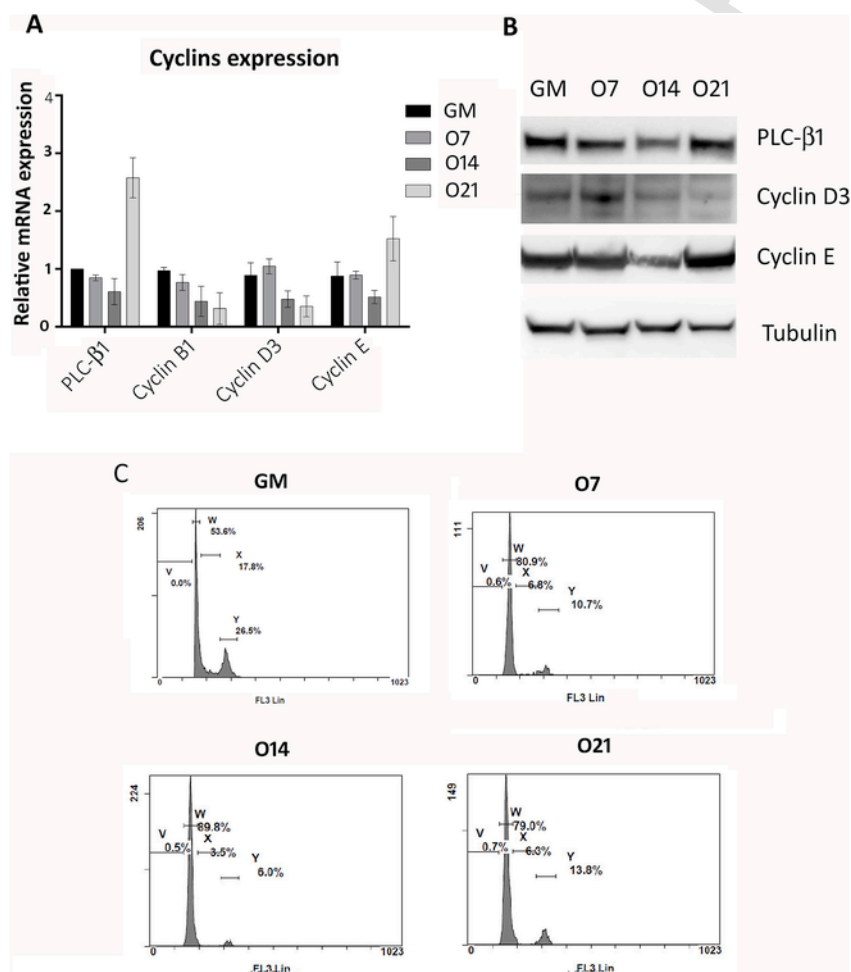 A
Cyclins expression
Relative mRNA expression
4
3
2
1
0
PLC-β1
Cyclin B1
Cyclin D3
Cyclin E
GM
O7
O14
O21
B
GM O7 O14 O21
PLC-β1
Cyclin D3
Cyclin E
Tubulin
C
GM
206
W
53.6%
X
17.8%
V
0.0%
Y
26.5%
0 1023
FL3 Lin
O7
111
W
80.9%
V X
0.6% 6.8%
Y
10.7%
0 1023
FL3 Lin
O14
224
W
89.8%
V X
0.5% 3.5%
Y
6.0%
0 1023
FL3 Lin
O21
149
W
79.0%
V X
0.7% 6.3%
Y
13.8%
0 1023
FL3 Lin